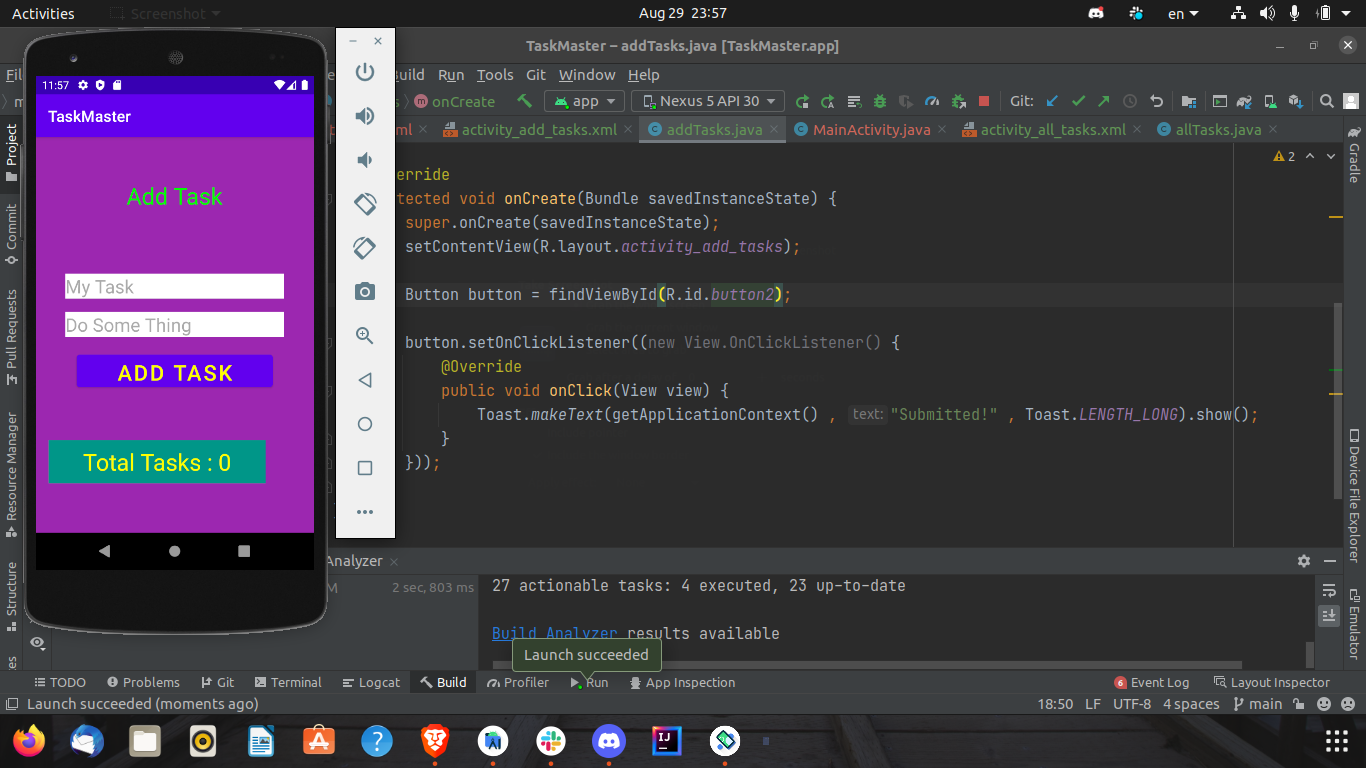 Activities
Screenshot
Aug 29 23:57
en
TaskMaster – addTasks.java [TaskMaster.app]
Build Run Tools Git Window Help
onCreate
app
Nexus 5 API 30
Git:
activity_add_tasks.xml
addTasks.java
MainActivity.java
activity_all_tasks.xml
allTasks.java
Project
Commit
Pull Requests
Resource Manager
Structure
11:57
TaskMaster
Add Task
My Task
Do Some Thing
ADD TASK
Total Tasks : 0
2
void onCreate(Bundle savedInstanceState) {
super.onCreate(savedInstanceState);
setContentView(R.layout.activity_add_tasks);
Button button = findViewById(R.id.button2);
button.setOnClickListener((new View.OnClickListener() {
@Override
public void onClick(View view) {
Toast.makeText(getApplicationContext() , text: "Submitted!" , Toast.LENGTH_LONG).show();
}
}));
Gradle
Device File Explorer
Emulator
Analyzer
2 sec, 803 ms
27 actionable tasks: 4 executed, 23 up-to-date
Build Analyzer results available
Launch succeeded
TODO
Problems
Git
Terminal
Logcat
Build
Profiler
Run
App Inspection
6 Event Log
Layout Inspector
Launch succeeded (moments ago)
18:50 LF UTF-8 4 spaces main
IJ